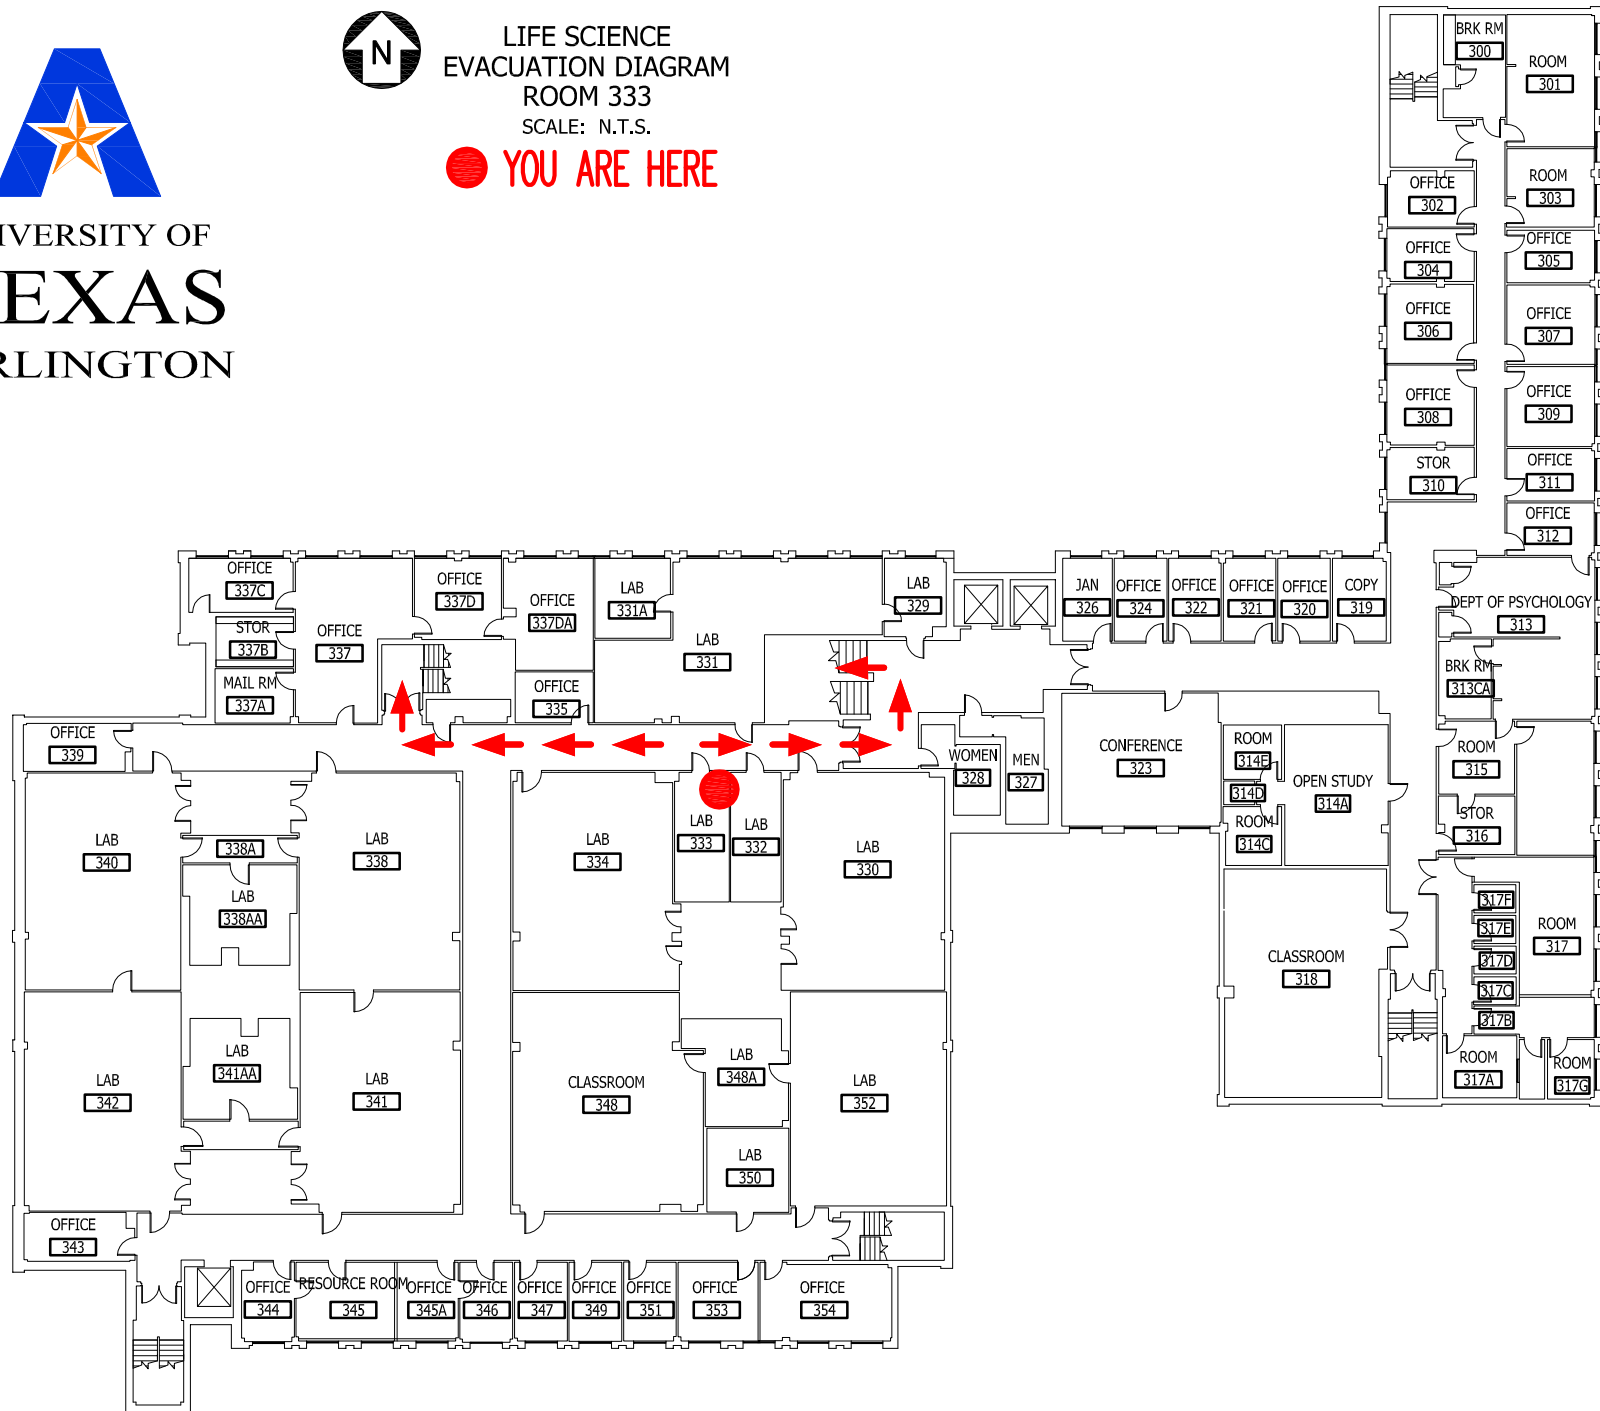 N
LIFE SCIENCE
EVACUATION DIAGRAM
ROOM 333
SCALE: N.T.S.
YOU ARE HERE
IVERSITY OF
EXAS
RLINGTON
BRK RM
300
ROOM
301
OFFICE
302
ROOM
303
OFFICE
304
OFFICE
305
OFFICE
306
OFFICE
307
OFFICE
308
OFFICE
309
STOR
310
OFFICE
311
OFFICE
312
DEPT OF PSYCHOLOGY
313
BRK RM
313CA
OFFICE
337C
STOR
337B
MAIL RM
337A
OFFICE
337
OFFICE
337D
OFFICE
337DA
OFFICE
335
LAB
331A
LAB
331
LAB
329
JAN
326
OFFICE
324
OFFICE
322
OFFICE
321
OFFICE
320
COPY
319
OFFICE
339
WOMEN
328
MEN
327
CONFERENCE
323
ROOM
314E
314D
ROOM
314C
OPEN STUDY
314A
ROOM
315
STOR
316
LAB
340
338A
LAB
338AA
LAB
338
LAB
334
LAB
333
LAB
332
LAB
330
CLASSROOM
318
317F
317E
317D
317C
317B
ROOM
317
ROOM
317A
ROOM
317G
LAB
342
LAB
341AA
LAB
341
CLASSROOM
348
LAB
348A
LAB
352
LAB
350
OFFICE
343
OFFICE
344
RESOURCE ROOM
345
OFFICE
345A
OFFICE
346
OFFICE
347
OFFICE
349
OFFICE
351
OFFICE
353
OFFICE
354